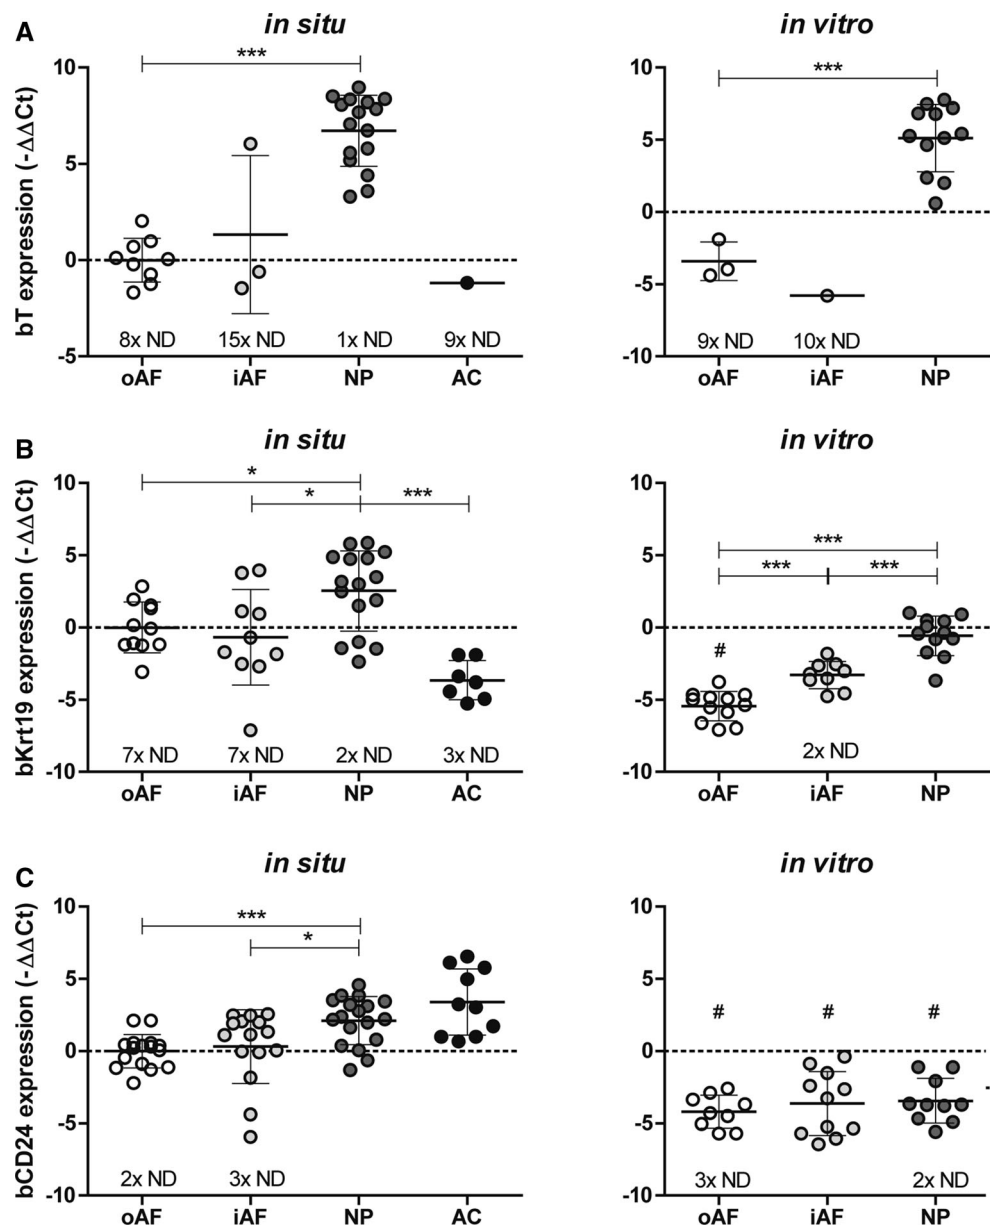 A
in situ
in vitro
bT expression (-ΔΔCt)
***
10
5
0
-5
8x ND
15x ND
1x ND
9x ND
oAF
iAF
NP
AC
***
10
5
0
-5
-10
9x ND
10x ND
oAF
iAF
NP
B
in situ
in vitro
bKrt19 expression (-ΔΔCt)
*
*
***
10
5
0
-5
-10
7x ND
7x ND
2x ND
3x ND
oAF
iAF
NP
AC
***
***
***
10
5
0
-5
-10
#
2x ND
oAF
iAF
NP
C
in situ
in vitro
bCD24 expression (-ΔΔCt)
***
*
10
5
0
-5
-10
2x ND
3x ND
oAF
iAF
NP
AC
10
5
0
-5
-10
#
#
#
3x ND
2x ND
oAF
iAF
NP